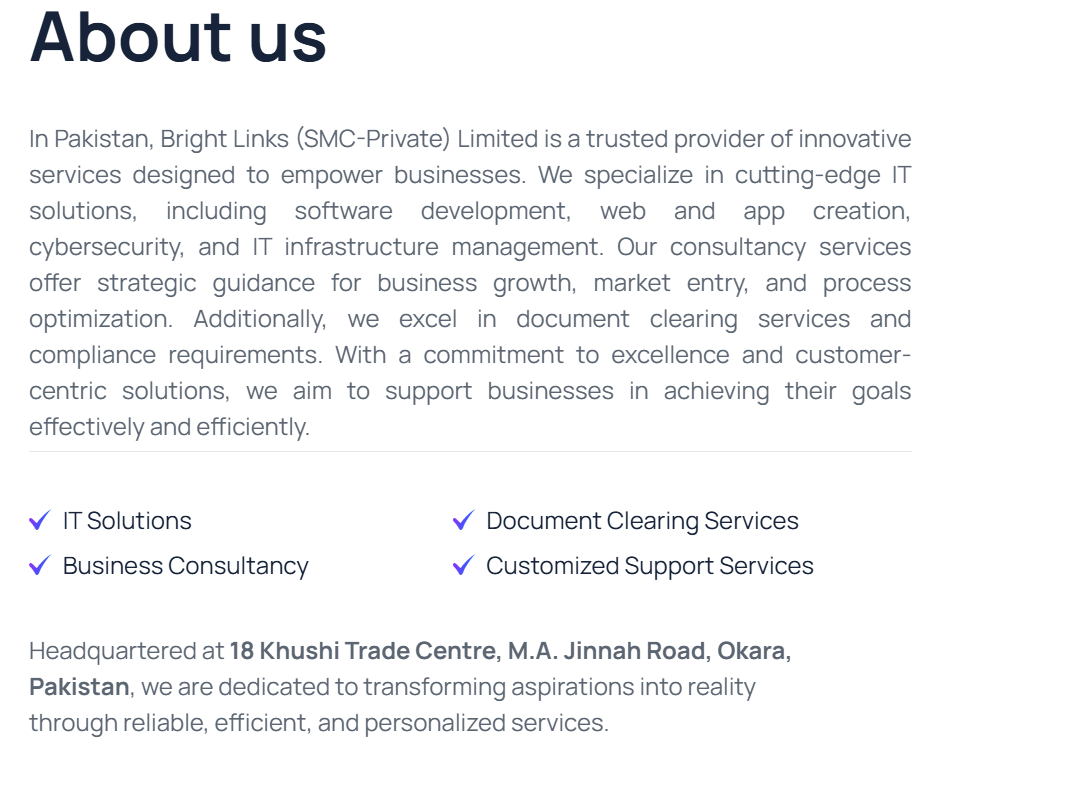 About us
In Pakistan, Bright Links (SMC-Private) Limited is a trusted provider of innovative
services designed to empower businesses. We specialize in cutting-edge IT
solutions, including software development, web and app creation,
cybersecurity, and IT infrastructure management. Our consultancy services
offer strategic guidance for business growth, market entry, and process
optimization. Additionally, we excel in document clearing services and
compliance requirements. With a commitment to excellence and customer-
centric solutions, we aim to support businesses in achieving their goals
effectively and efficiently.
IT Solutions
Document Clearing Services
Business Consultancy
Customized Support Services
Headquartered at 18 Khushi Trade Centre, M.A. Jinnah Road, Okara,
Pakistan, we are dedicated to transforming aspirations into reality
through reliable, efficient, and personalized services.